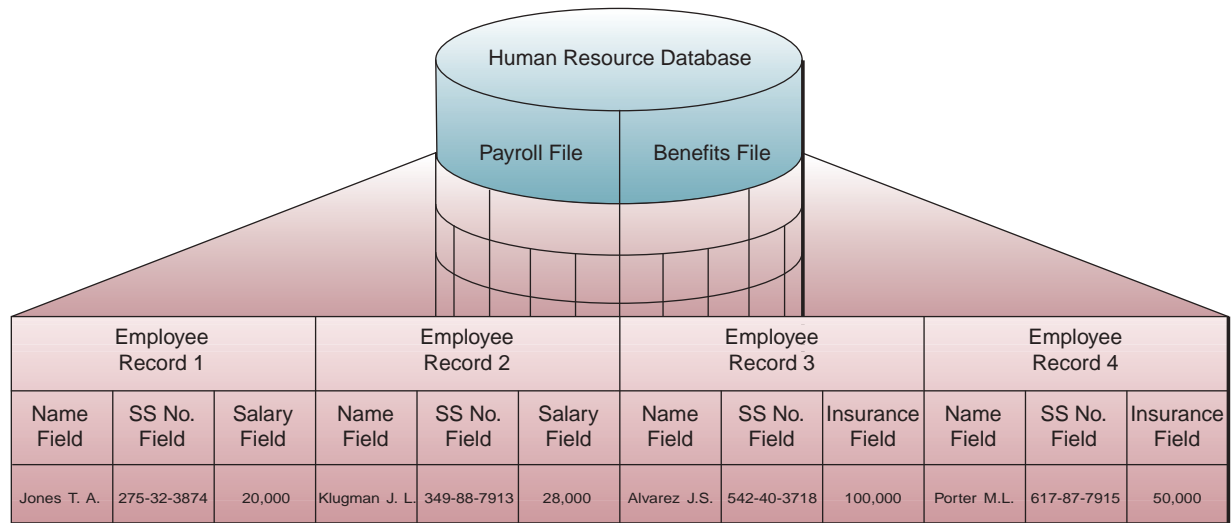 Human Resource Database
Payroll File
Benefits File
Employee
Record 1
Employee
Record 2
Employee
Record 3
Employee
Record 4
Name
Field
SS No.
Field
Salary
Field
Name
Field
SS No.
Field
Salary
Field
Name
Field
SS No.
Field
Insurance
Field
Name
Field
SS No.
Field
Insurance
Field
Jones T. A.
275-32-3874
20,000
Klugman J. L.
349-88-7913
28,000
Alvarez J.S.
542-40-3718
100,000
Porter M.L.
617-87-7915
50,000